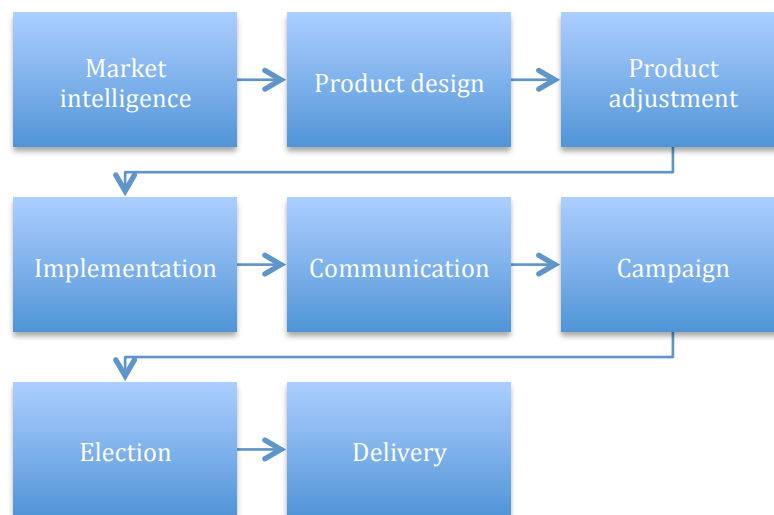 Market
intelligence
Product design
Product
adjustment
Implementation
Communication
Campaign
Election
Delivery